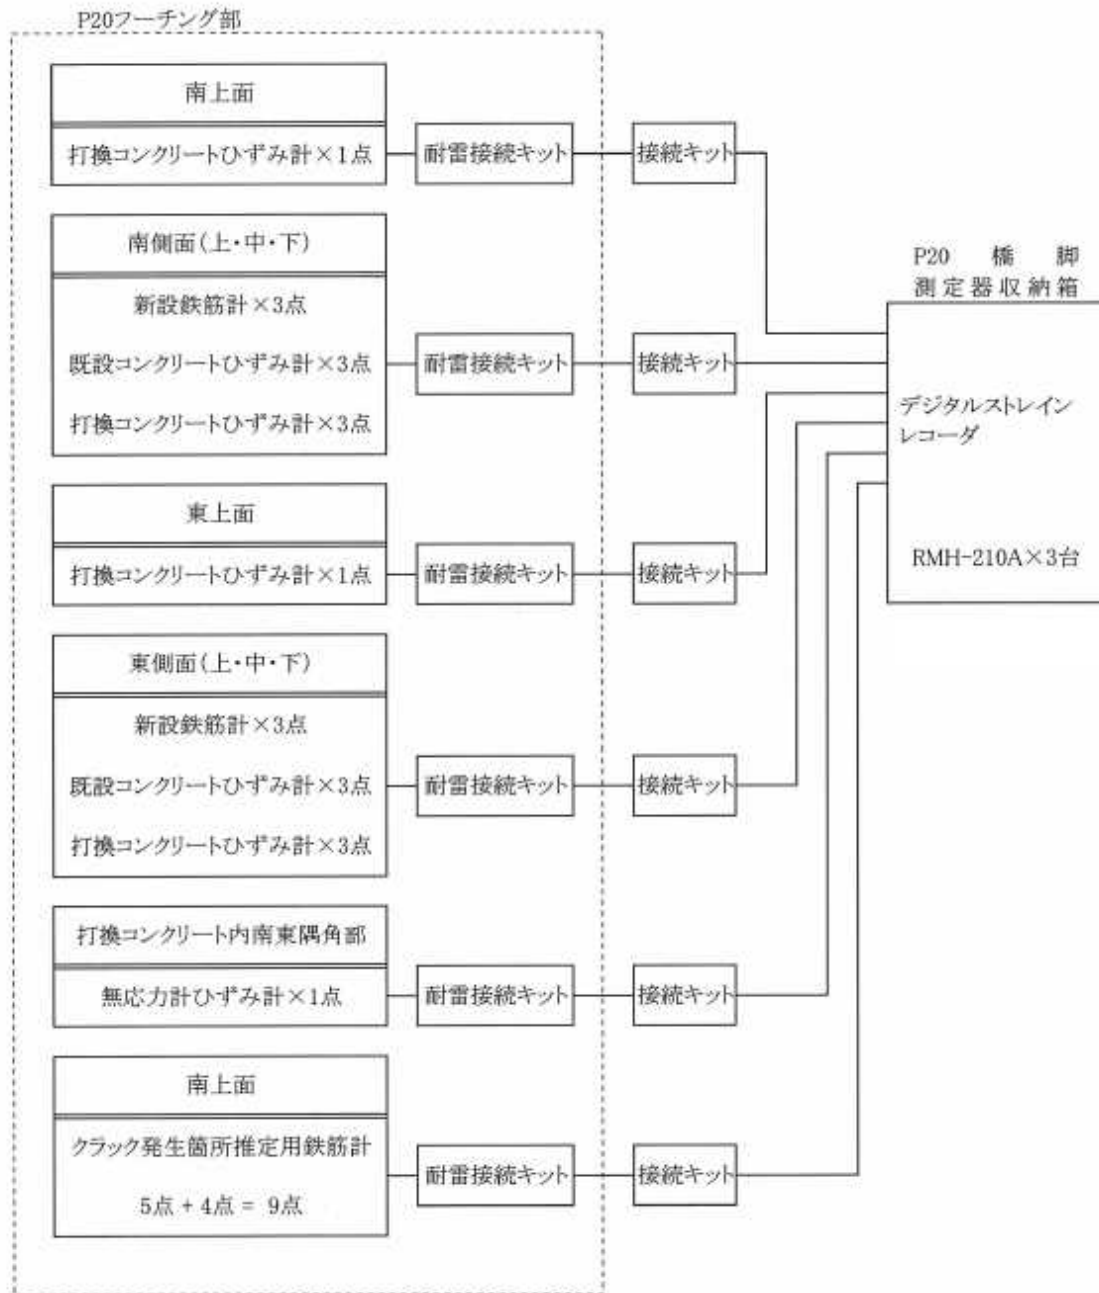 P20フーチング部
南上面
打換コンクリートひずみ計×1点
耐雷接続キット
接続キット
南側面(上・中・下)
新設鉄筋計×3点
既設コンクリートひずみ計×3点
打換コンクリートひずみ計×3点
耐雷接続キット
接続キット
P20 橋 脚
測定器収納箱
デジタルストレイン
レコーダ
RMH-210A×3台
東上面
打換コンクリートひずみ計×1点
耐雷接続キット
接続キット
東側面(上・中・下)
新設鉄筋計×3点
既設コンクリートひずみ計×3点
打換コンクリートひずみ計×3点
耐雷接続キット
接続キット
打換コンクリート内南東隅角部
無応力計ひずみ計×1点
耐雷接続キット
接続キット
南上面
クラック発生箇所推定用鉄筋計
5点 + 4点 = 9点
耐雷接続キット
接続キット